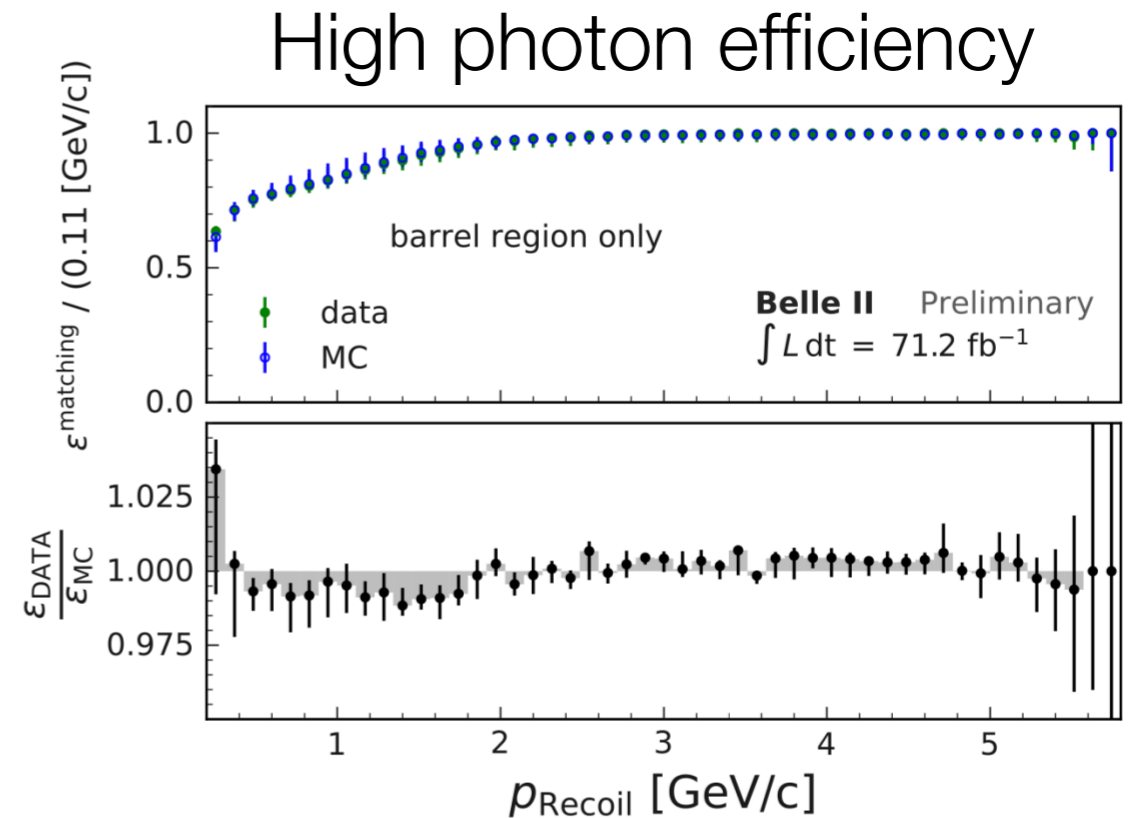 High photon efficiency
ε^matching / (0.11 [GeV/c])
1.0
0.5
0.0
barrel region only
data
MC
Belle II Preliminary
∫ L dt = 71.2 fb⁻¹
ε_DATA
ε_MC
1.025
1.000
0.975
1 2 3 4 5
p_Recoil [GeV/c]